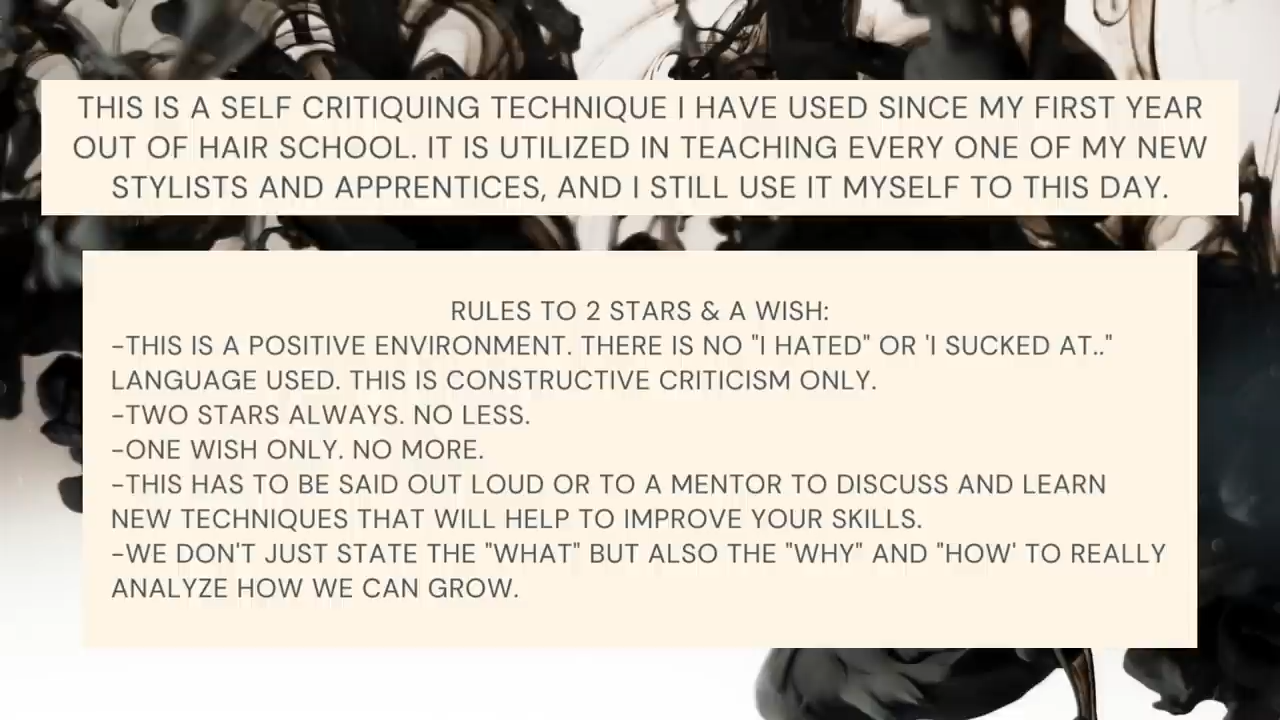 THIS IS A SELF CRITIQUING TECHNIQUE I HAVE USED SINCE MY FIRST YEAR
OUT OF HAIR SCHOOL. IT IS UTILIZED IN TEACHING EVERY ONE OF MY NEW
STYLISTS AND APPRENTICES, AND I STILL USE IT MYSELF TO THIS DAY.
RULES TO 2 STARS & A WISH:
-THIS IS A POSITIVE ENVIRONMENT. THERE IS NO "I HATED" OR 'I SUCKED AT.."
LANGUAGE USED. THIS IS CONSTRUCTIVE CRITICISM ONLY.
-TWO STARS ALWAYS. NO LESS.
-ONE WISH ONLY. NO MORE.
-THIS HAS TO BE SAID OUT LOUD OR TO A MENTOR TO DISCUSS AND LEARN
NEW TECHNIQUES THAT WILL HELP TO IMPROVE YOUR SKILLS.
-WE DON'T JUST STATE THE "WHAT" BUT ALSO THE "WHY" AND "HOW' TO REALLY
ANALYZE HOW WE CAN GROW.